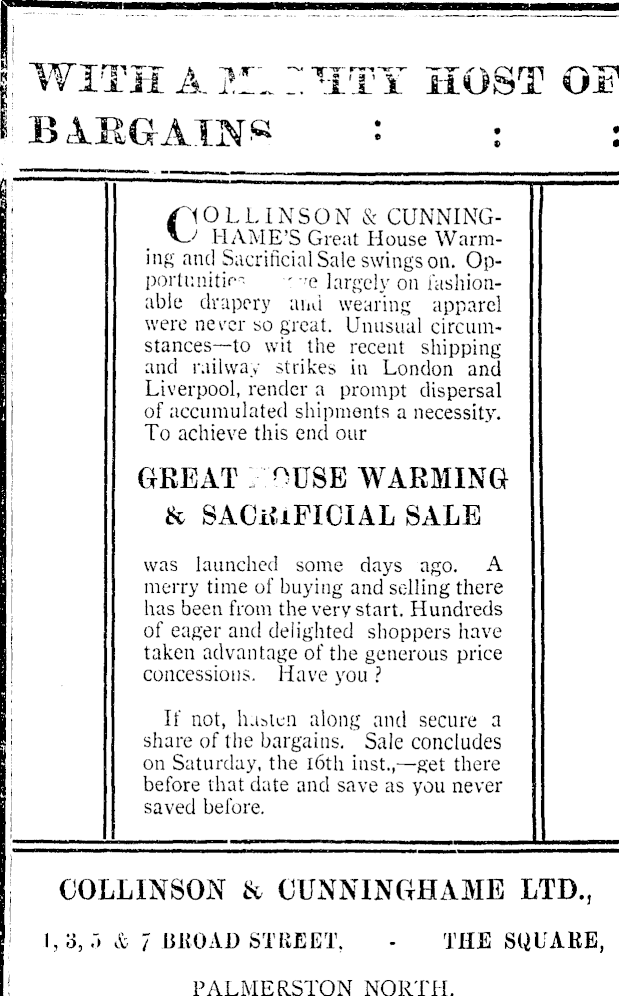 WITH A MIGHTY HOST OF
BARGAINS : : :
COLLINSON & CUNNING-
HAME'S Great House Warm-
ing and Sacrificial Sale swings on. Op-
portunities largely on fashion-
able drapery and wearing apparel
were never so great. Unusual circum-
stances—to wit the recent shipping
and railway strikes in London and
Liverpool, render a prompt dispersal
of accumulated shipments a necessity.
To achieve this end our
GREAT HOUSE WARMING
& SACRIFICIAL SALE
was launched some days ago. A
merry time of buying and selling there
has been from the very start. Hundreds
of eager and delighted shoppers have
taken advantage of the generous price
concessions. Have you ?
If not, hasten along and secure a
share of the bargains. Sale concludes
on Saturday, the 16th inst.,—get there
before that date and save as you never
saved before.
COLLINSON & CUNNINGHAME LTD.,
1, 3, 5 & 7 BROAD STREET, - THE SQUARE,
PALMERSTON NORTH.